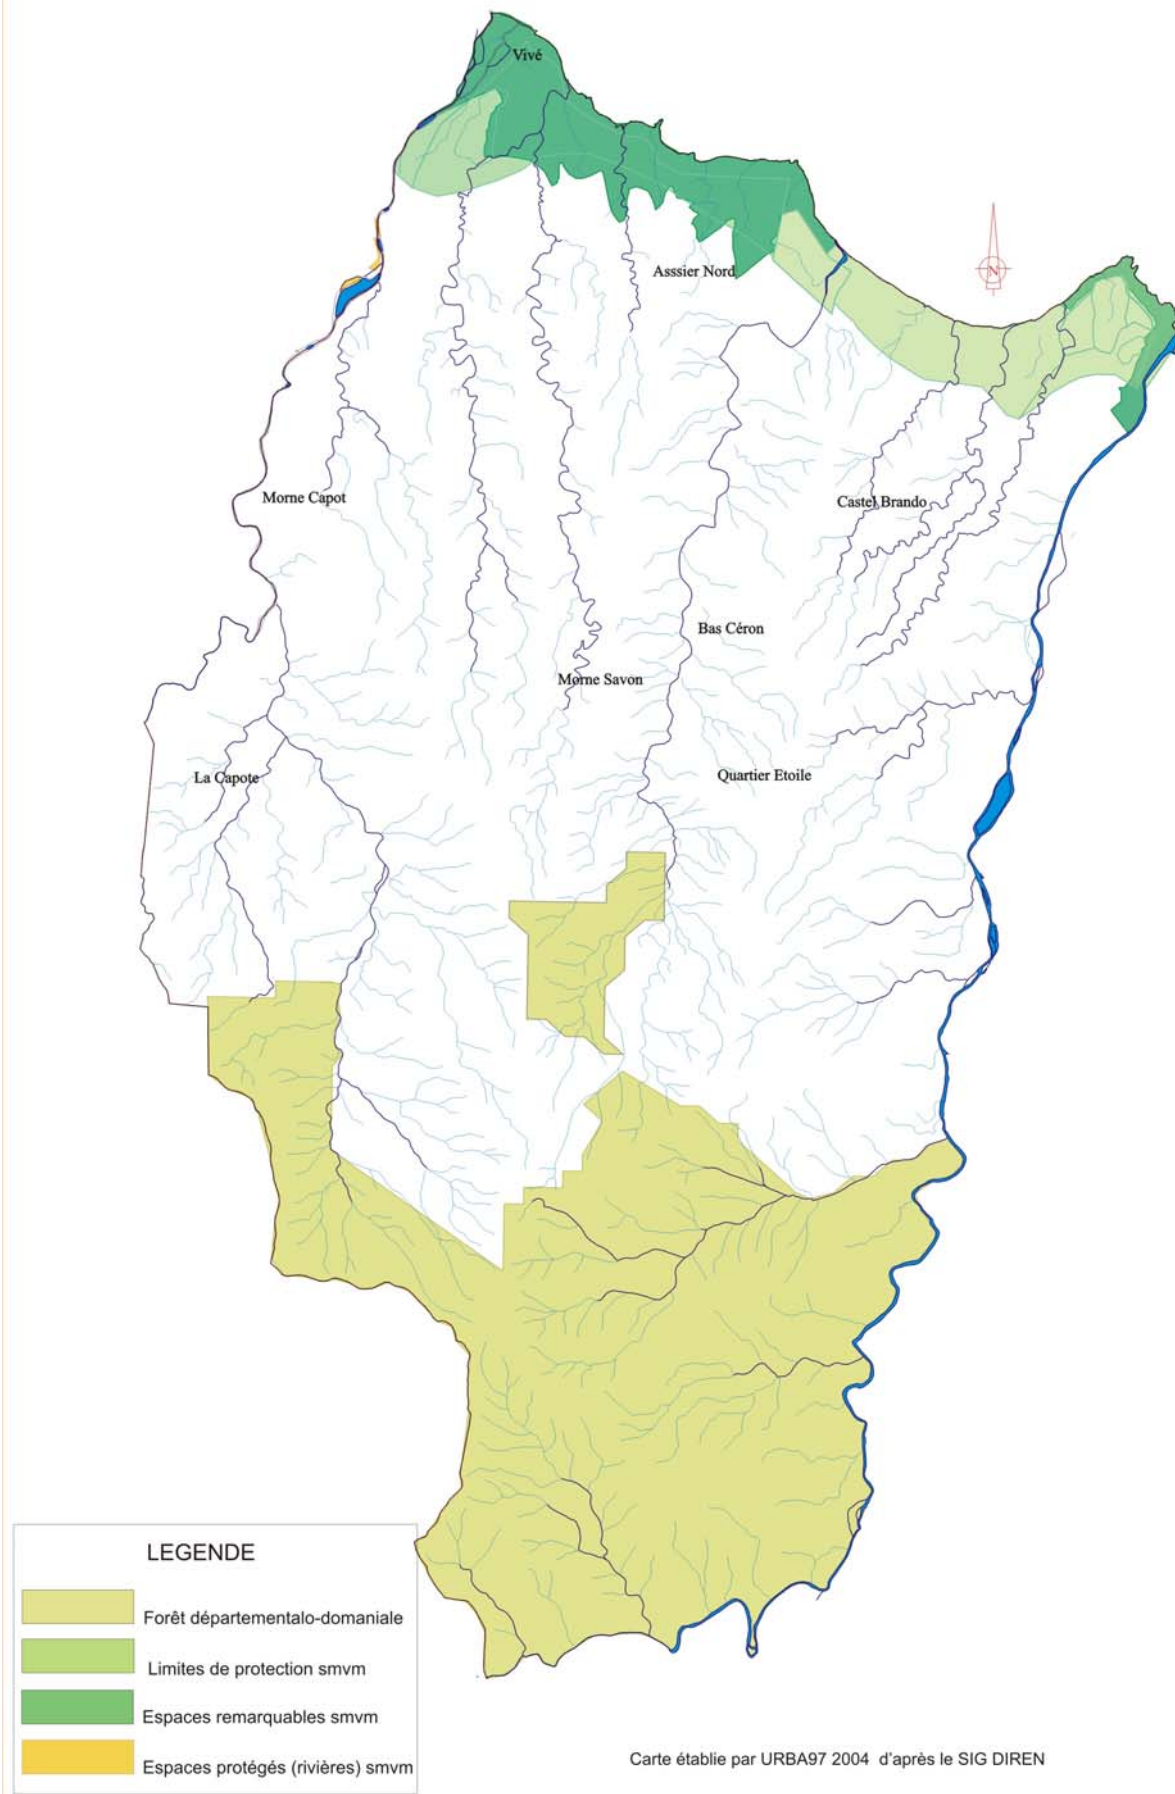 Vivé
Asssier Nord
N
Morne Capot
Castel Brando
Bas Céron
Morne Savon
La Capote
Quartier Etoile
LEGENDE
Forêt départementalo-domaniale
Limites de protection smvm
Espaces remarquables smvm
Espaces protégés (rivières) smvm
Carte établie par URBA97 2004 d'après le SIG DIREN